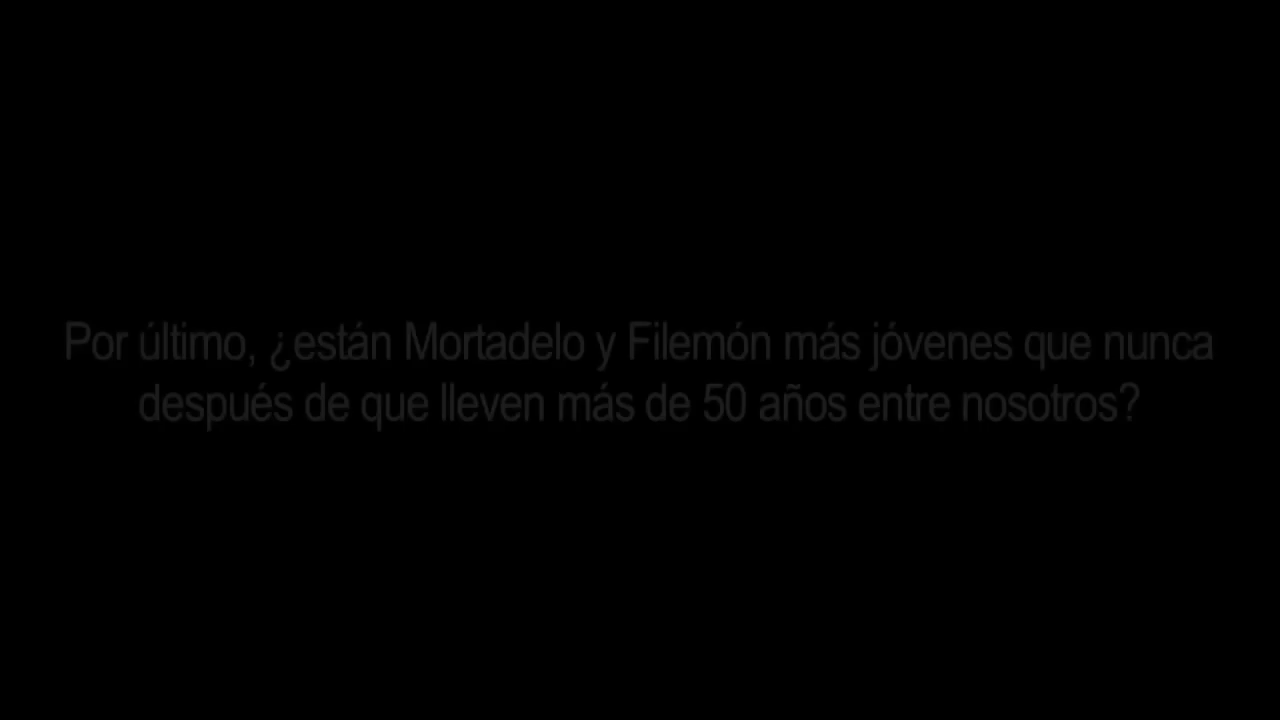 Por último, ¿están Mortadelo y Filemón más jóvenes que nunca
después de que lleven más de 50 años entre nosotros?